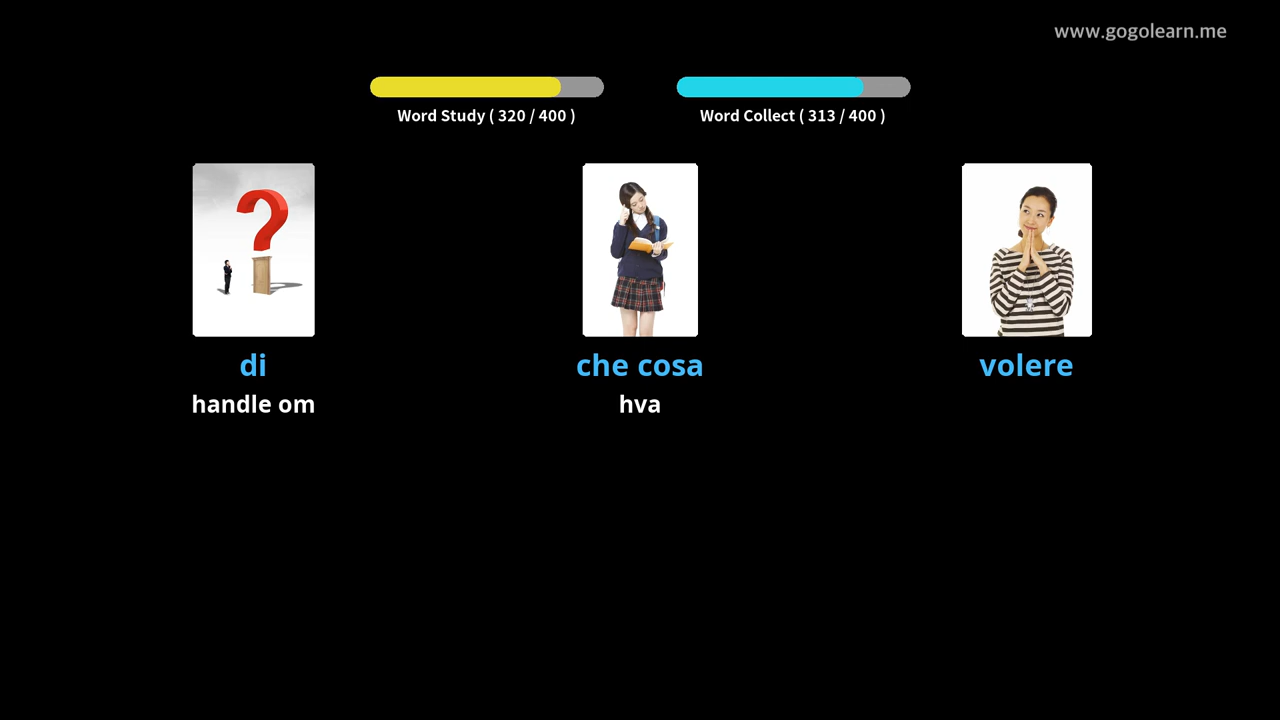 www.gogolearn.me
Word Study ( 320 / 400 )
Word Collect ( 313 / 400 )
di
che cosa
volere
handle om
hva